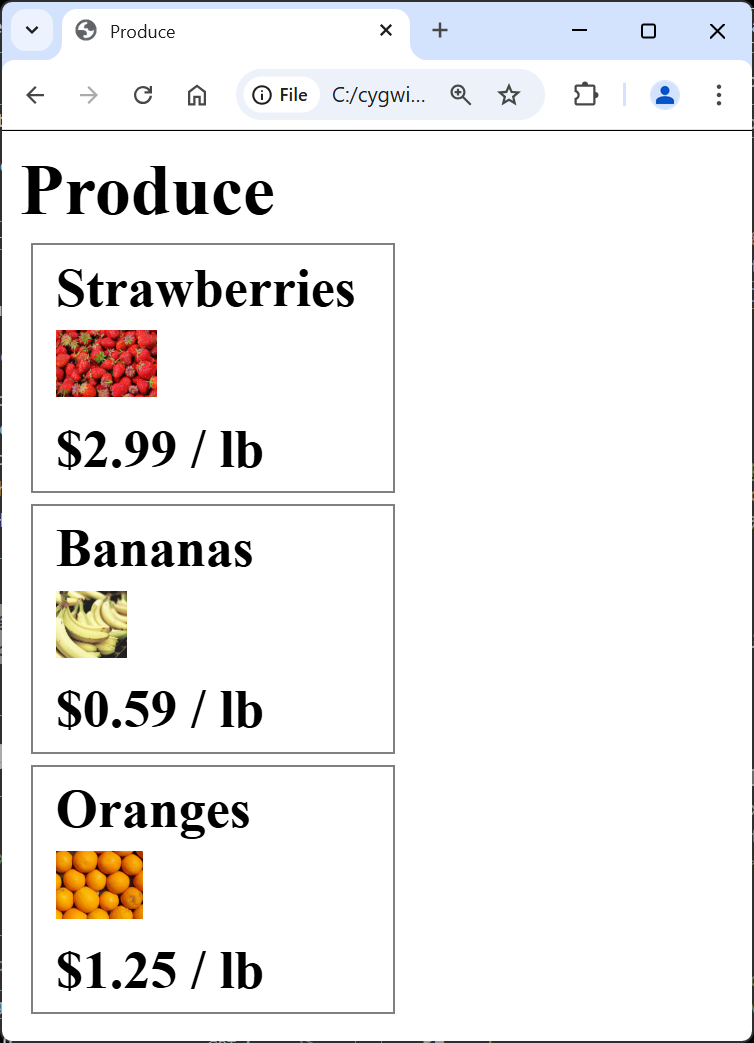 Produce
File C:/cygwi...
Produce
Strawberries
$2.99 / lb
Bananas
$0.59 / lb
Oranges
$1.25 / lb